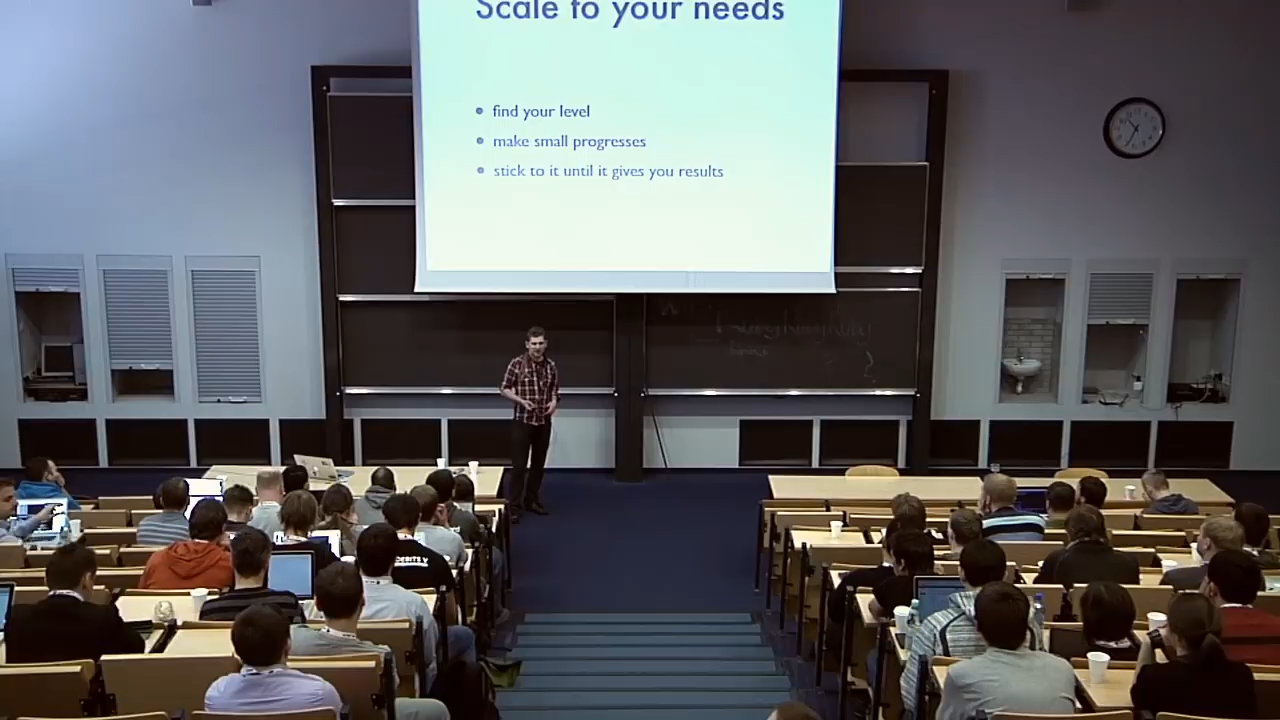 Scale to your needs
find your level
make small progresses
stick to it until it gives you results